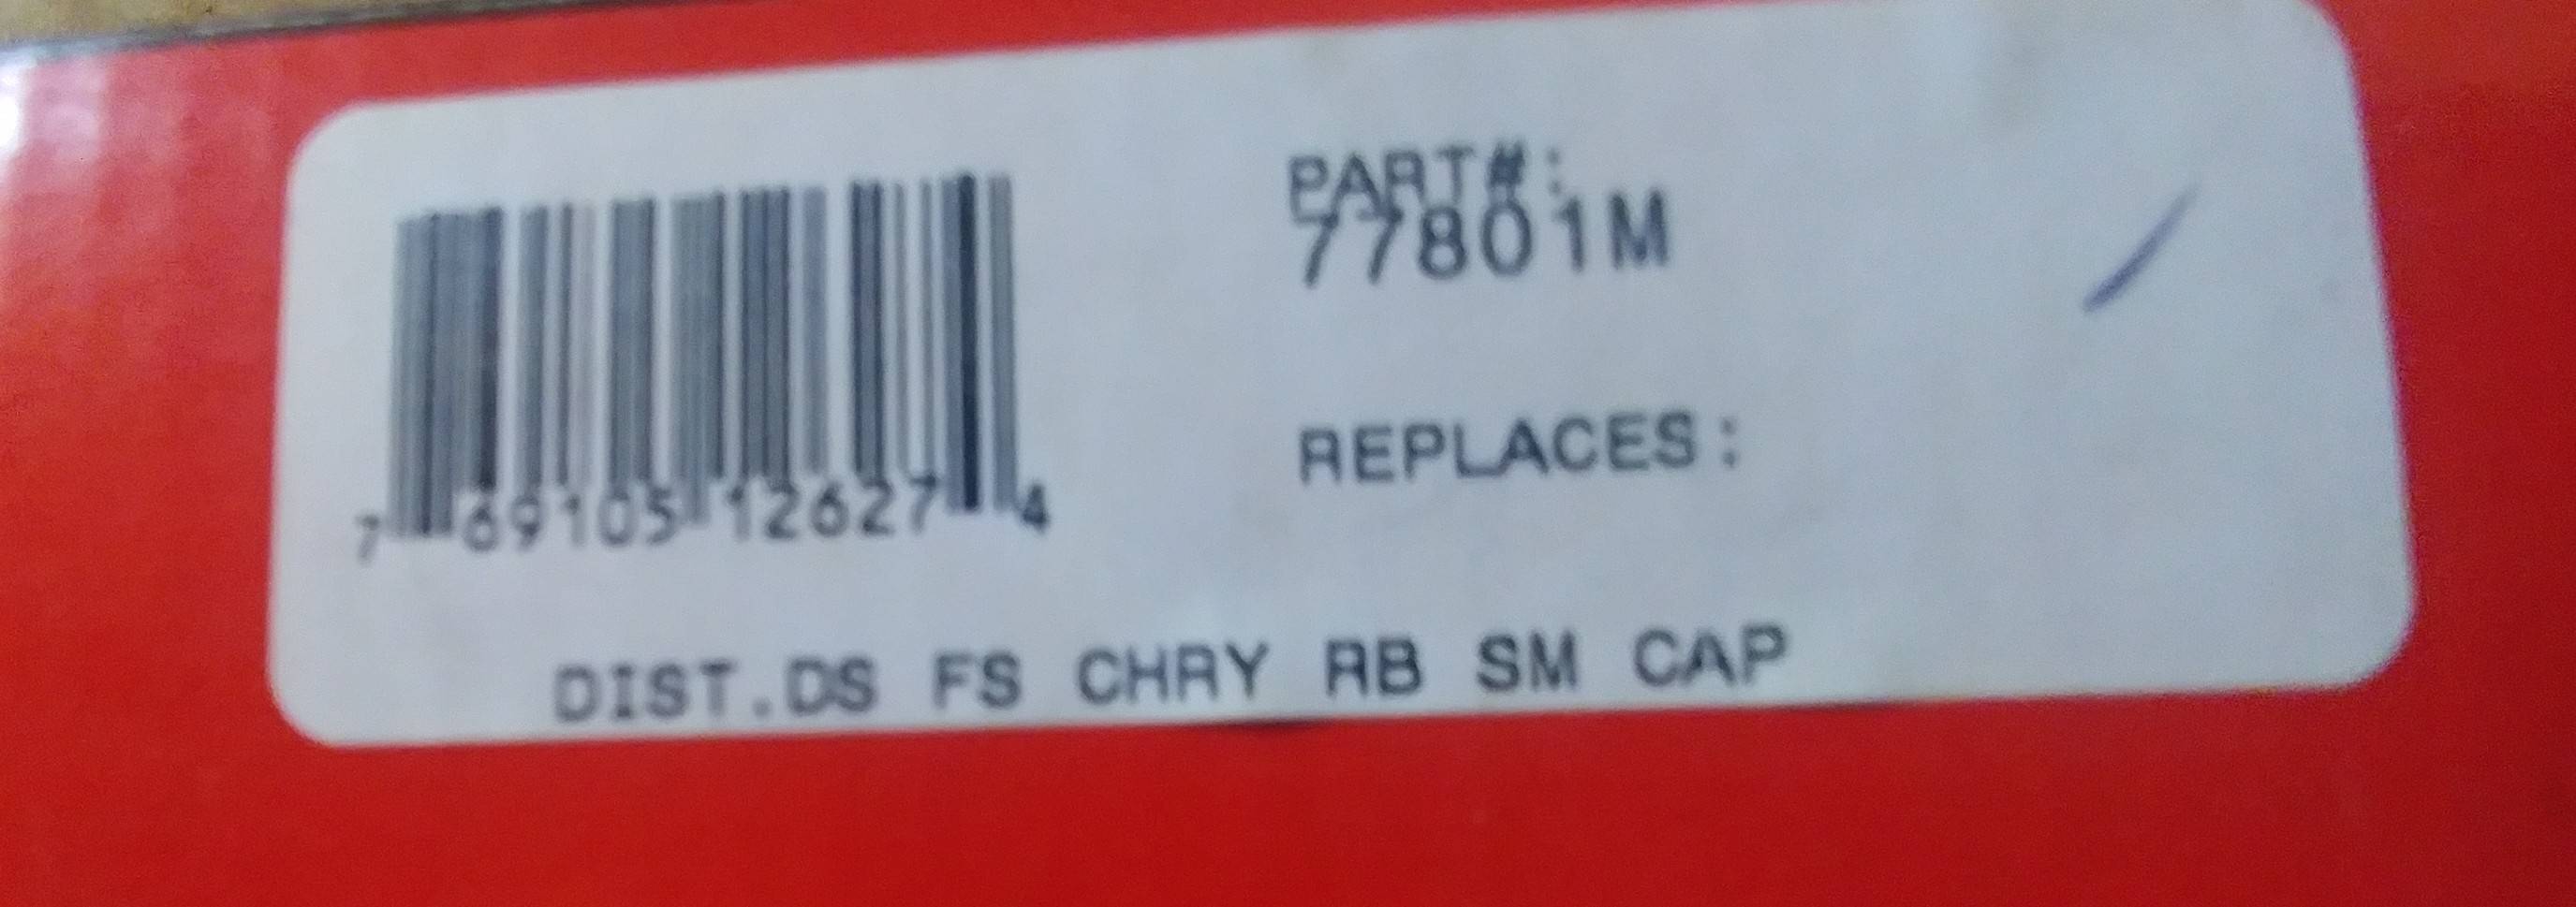 PART#:
77801M
REPLACES:
7 69105 12627 4
DIST.DS FS CHRY RB SM CAP